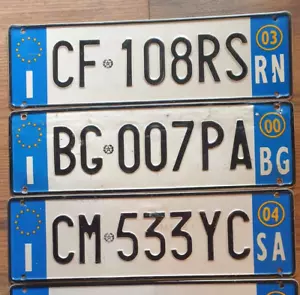 I CF 108RS 03 RN
I BG 007PA 00 BG
I CM 533YC 04 SA